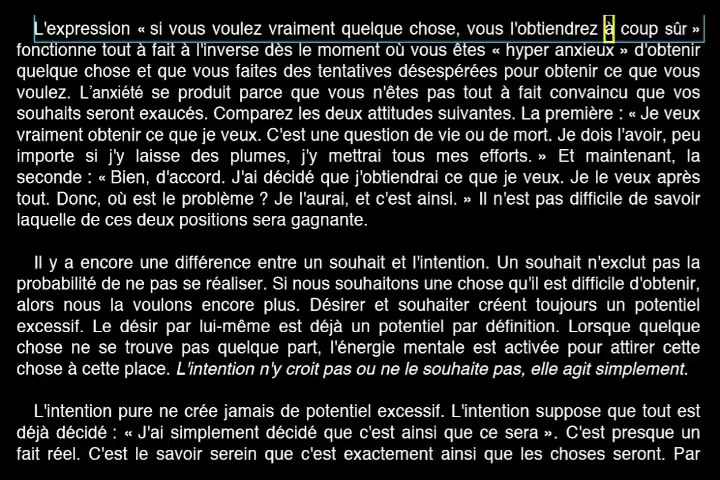 L'expression « si vous voulez vraiment quelque chose, vous l'obtiendrez à coup sûr »
fonctionne tout à fait à l'inverse dès le moment où vous êtes « hyper anxieux » d'obtenir
quelque chose et que vous faites des tentatives désespérées pour obtenir ce que vous
voulez. L'anxiété se produit parce que vous n'êtes pas tout à fait convaincu que vos
souhaits seront exaucés. Comparez les deux attitudes suivantes. La première : « Je veux
vraiment obtenir ce que je veux. C'est une question de vie ou de mort. Je dois l'avoir, peu
importe si j'y laisse des plumes, j'y mettrai tous mes efforts. » Et maintenant, la
seconde : « Bien, d'accord. J'ai décidé que j'obtiendrai ce que je veux. Je le veux après
tout. Donc, où est le problème ? Je l'aurai, et c'est ainsi. » Il n'est pas difficile de savoir
laquelle de ces deux positions sera gagnante.
Il y a encore une différence entre un souhait et l'intention. Un souhait n'exclut pas la
probabilité de ne pas se réaliser. Si nous souhaitons une chose qu'il est difficile d'obtenir,
alors nous la voulons encore plus. Désirer et souhaiter créent toujours un potentiel
excessif. Le désir par lui-même est déjà un potentiel par définition. Lorsque quelque
chose ne se trouve pas quelque part, l'énergie mentale est activée pour attirer cette
chose à cette place. L'intention n'y croit pas ou ne le souhaite pas, elle agit simplement.
L'intention pure ne crée jamais de potentiel excessif. L'intention suppose que tout est
déjà décidé : « J'ai simplement décidé que c'est ainsi que ce sera ». C'est presque un
fait réel. C'est le savoir serein que c'est exactement ainsi que les choses seront. Par